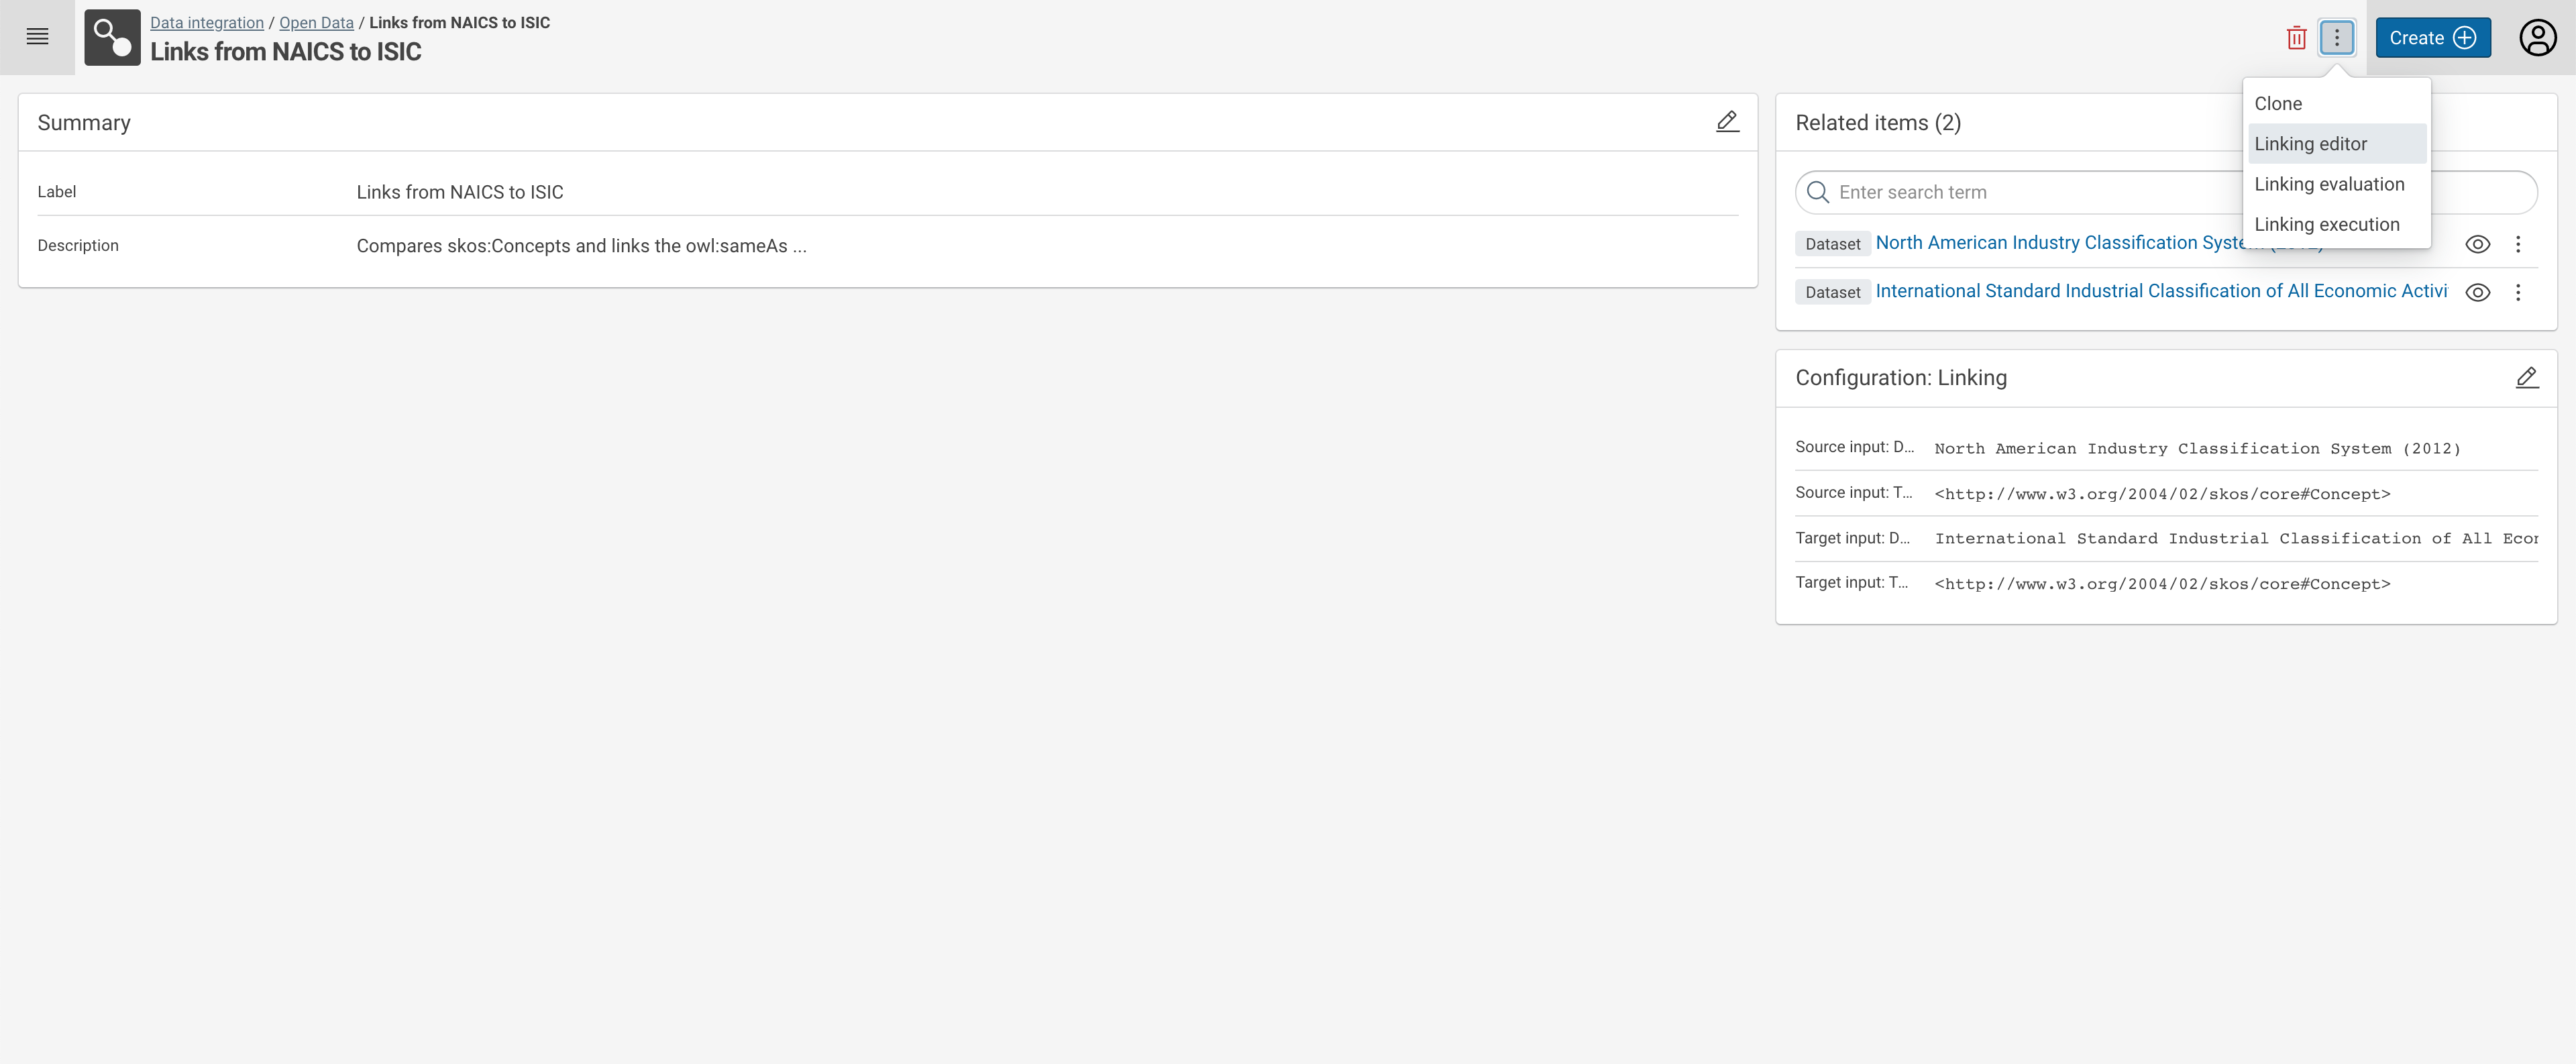 Data integration / Open Data / Links from NAICS to ISIC
Links from NAICS to ISIC
Create
Clone
Linking editor
Linking evaluation
Linking execution
Summary
Label
Links from NAICS to ISIC
Description
Compares skos:Concepts and links the owl:sameAs ...
Related items (2)
Enter search term
Dataset North American Industry Classification
Dataset International Standard Industrial Classification of All Economic
Configuration: Linking
Source input: D... North American Industry Classification System (2012)
Source input: T... <http://www.w3.org/2004/02/skos/core#Concept>
Target input: D... International Standard Industrial Classification of All
Target input: T... <http://www.w3.org/2004/02/skos/core#Concept>